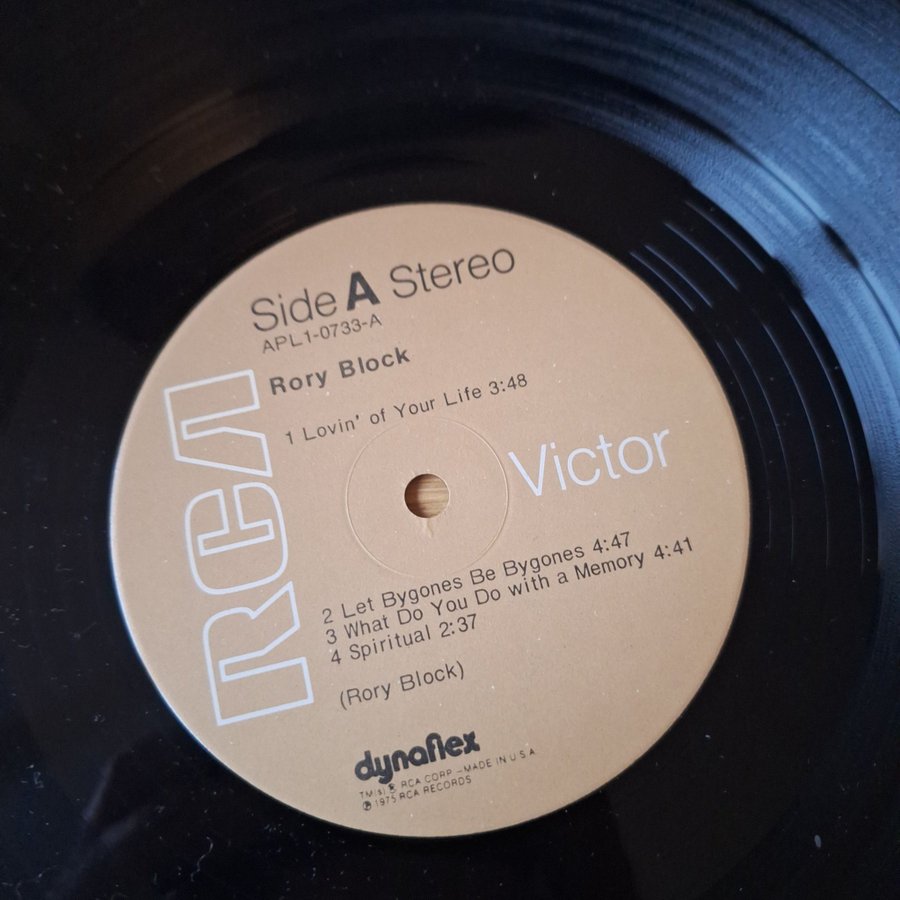 Side A Stereo
APL1-0733-A
Rory Block
1 Lovin' of Your Life 3:48
RCA
Victor
2 Let Bygones Be Bygones 4:47
3 What Do You Do with a Memory 4:41
4 Spiritual 2:37
(Rory Block)
dynaflex
TM(s) ® RCA CORP.-MADE IN U S A
℗ 1975 RCA RECORDS